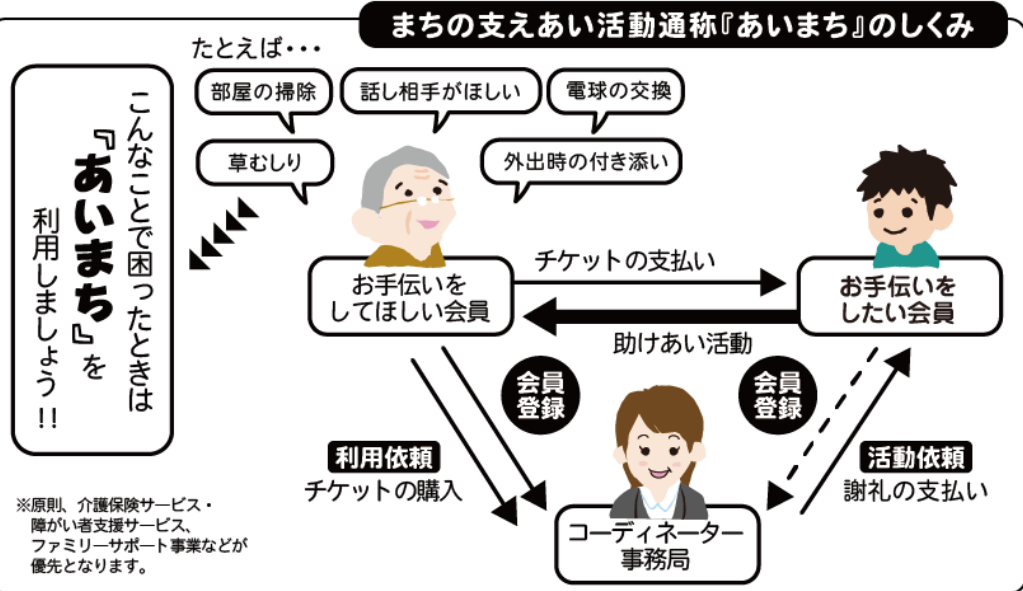 まちの支えあい活動通称『あいまち』のしくみ
こんなことで困ったときは
『あいまち』を
利用しましょう!!
たとえば・・・
部屋の掃除
話し相手がほしい
電球の交換
草むしり
外出時の付き添い
お手伝いを
してほしい会員
チケットの支払い
助けあい活動
お手伝いを
したい会員
会員
登録
会員
登録
利用依頼
チケットの購入
活動依頼
謝礼の支払い
コーディネーター
事務局
※原則、介護保険サービス・
障がい者支援サービス、
ファミリーサポート事業などが
優先となります。